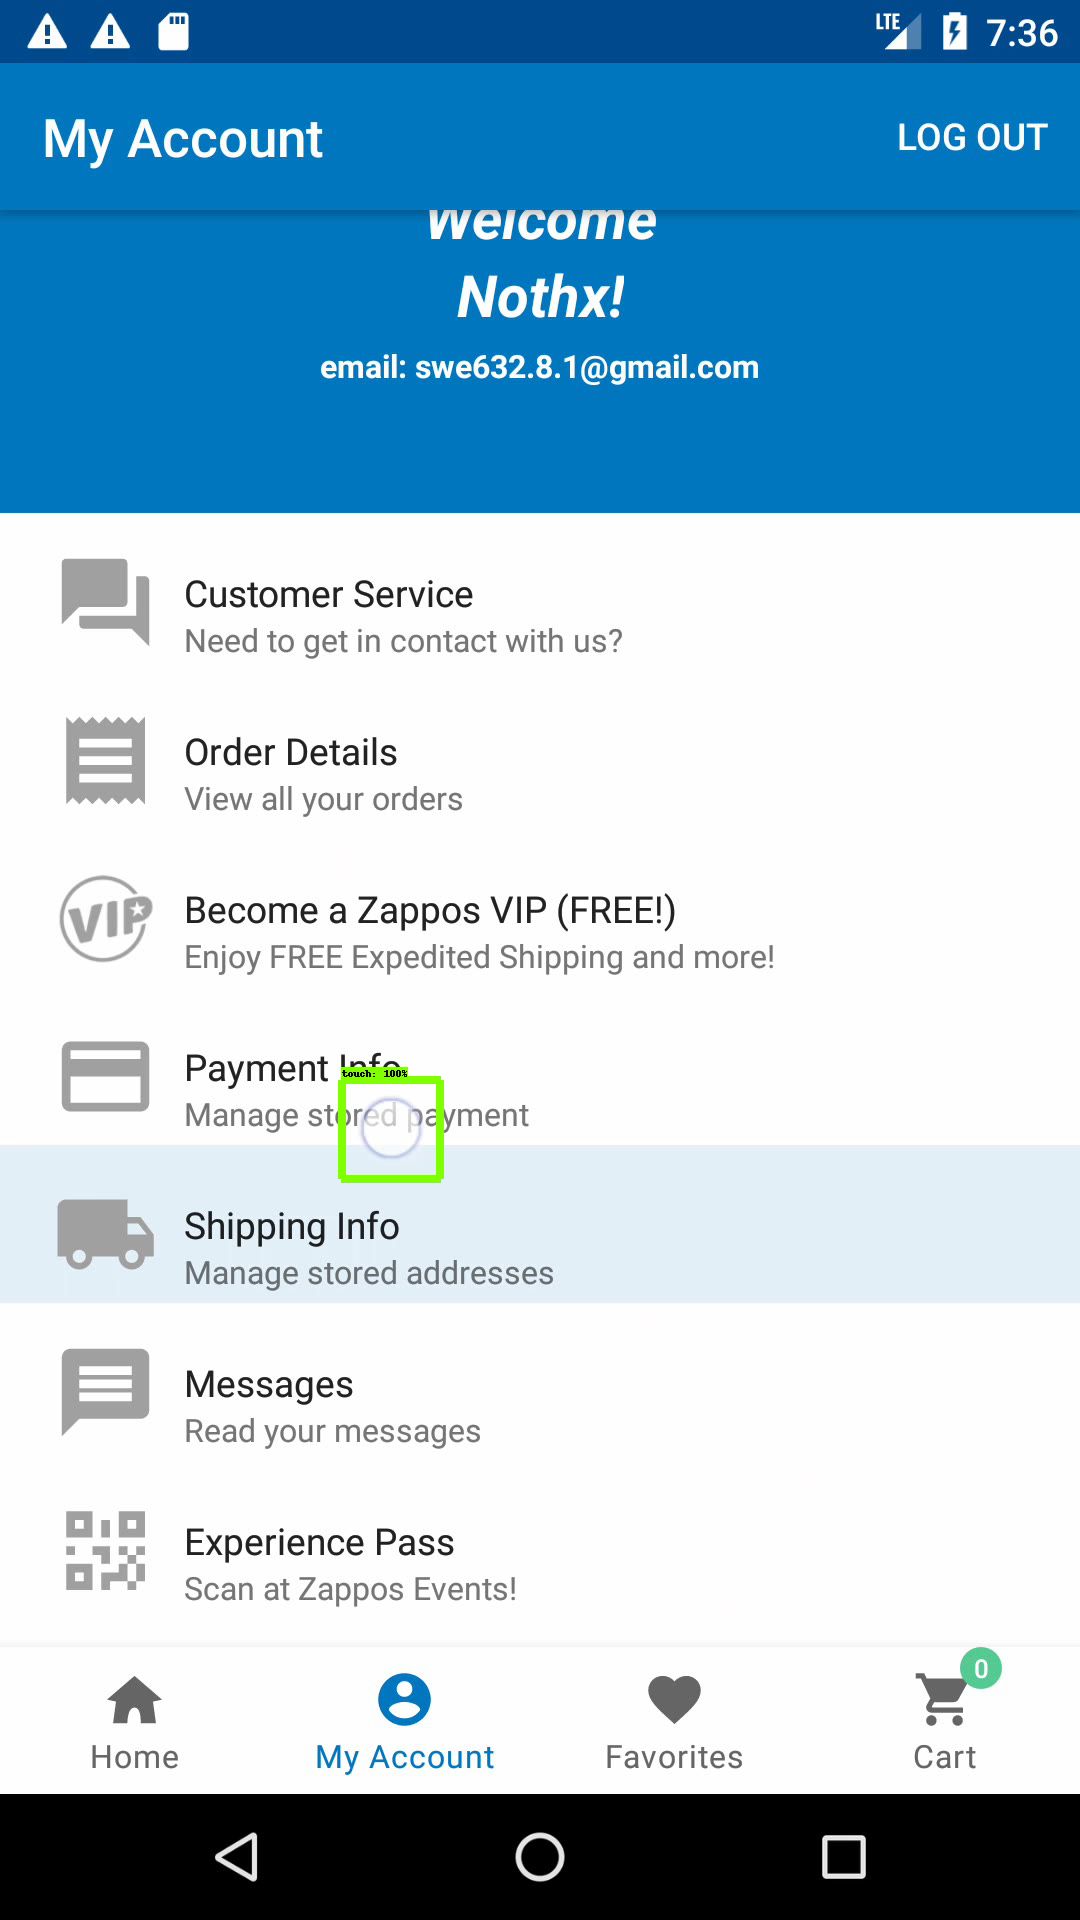 LTE 7:36
My Account LOG OUT
Welcome
Nothx!
email: swe632.8.1@gmail.com
Customer Service
Need to get in contact with us?
Order Details
View all your orders
VIP
Become a Zappos VIP (FREE!)
Enjoy FREE Expedited Shipping and more!
Payment Info
touch: 100%
Manage stored payment
Shipping Info
Manage stored addresses
Messages
Read your messages
Experience Pass
Scan at Zappos Events!
0
Home My Account Favorites Cart